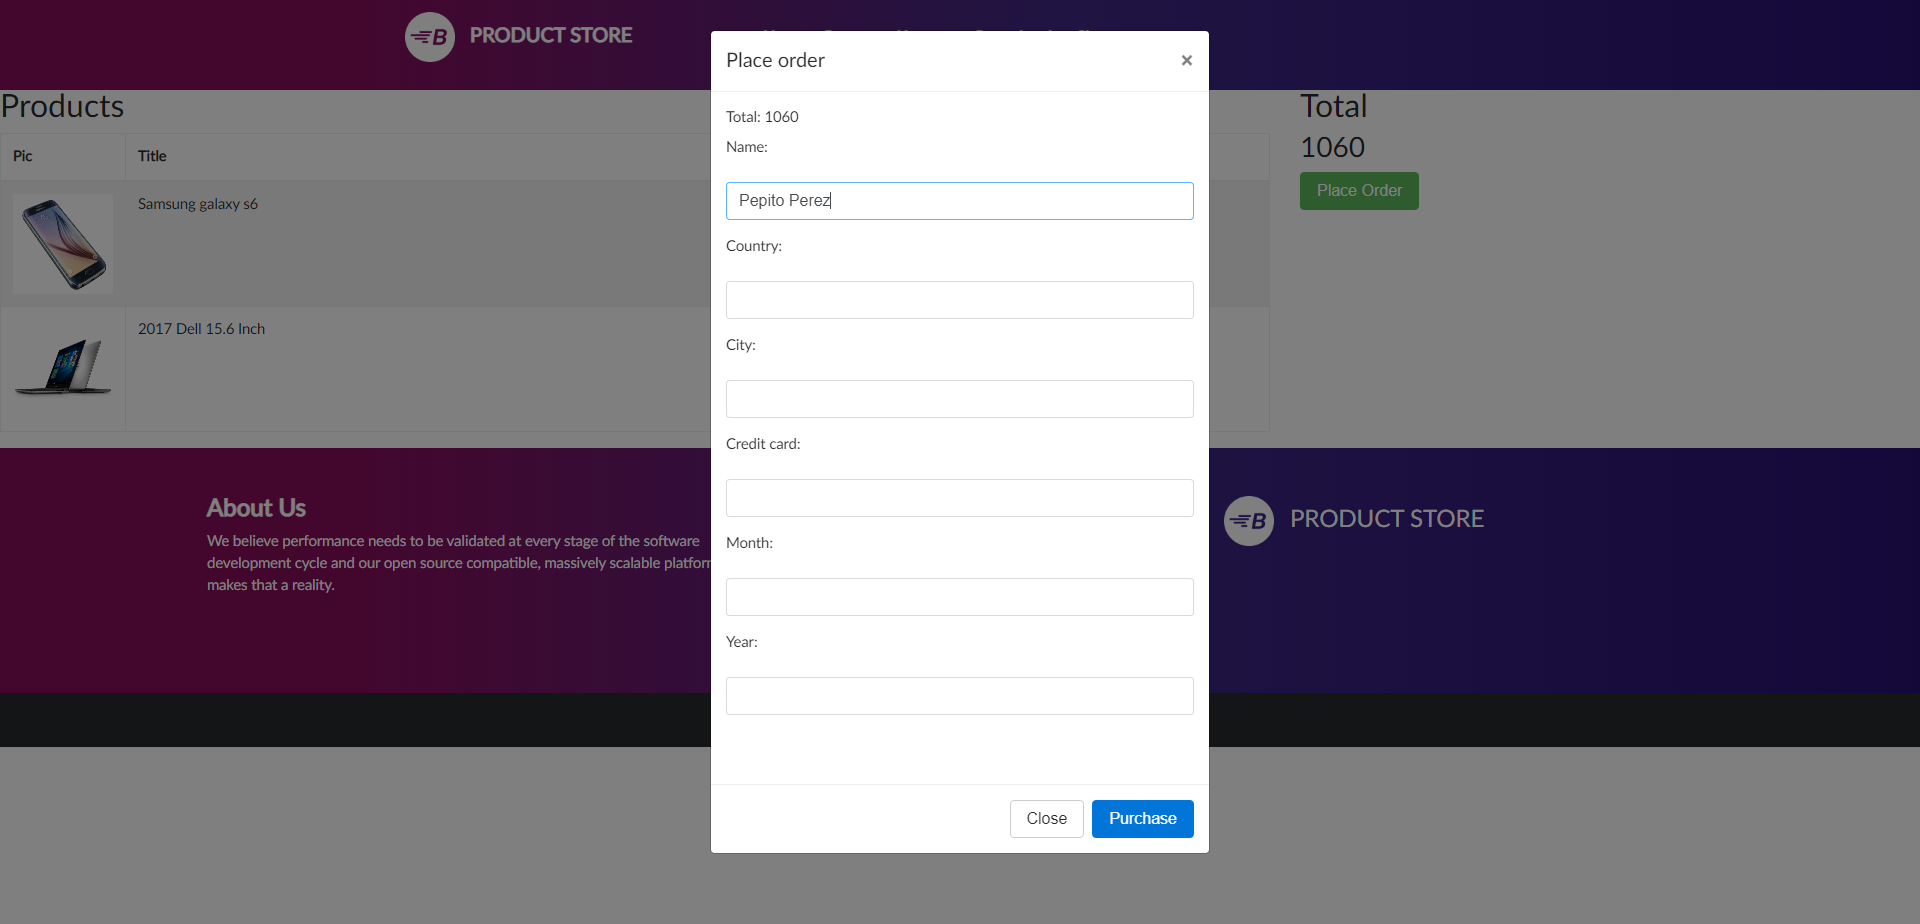 B PRODUCT STORE
Products
Pic Title
Samsung galaxy s6
2017 Dell 15.6 Inch
Place order ×
Total: 1060
Name:
Pepito Perez
Country:
City:
Credit card:
Month:
Year:
Close Purchase
Total
1060
Place Order
About Us
We believe performance needs to be validated at every stage of the software
development cycle and our open source compatible, massively scalable
makes that a reality.
B PRODUCT STORE